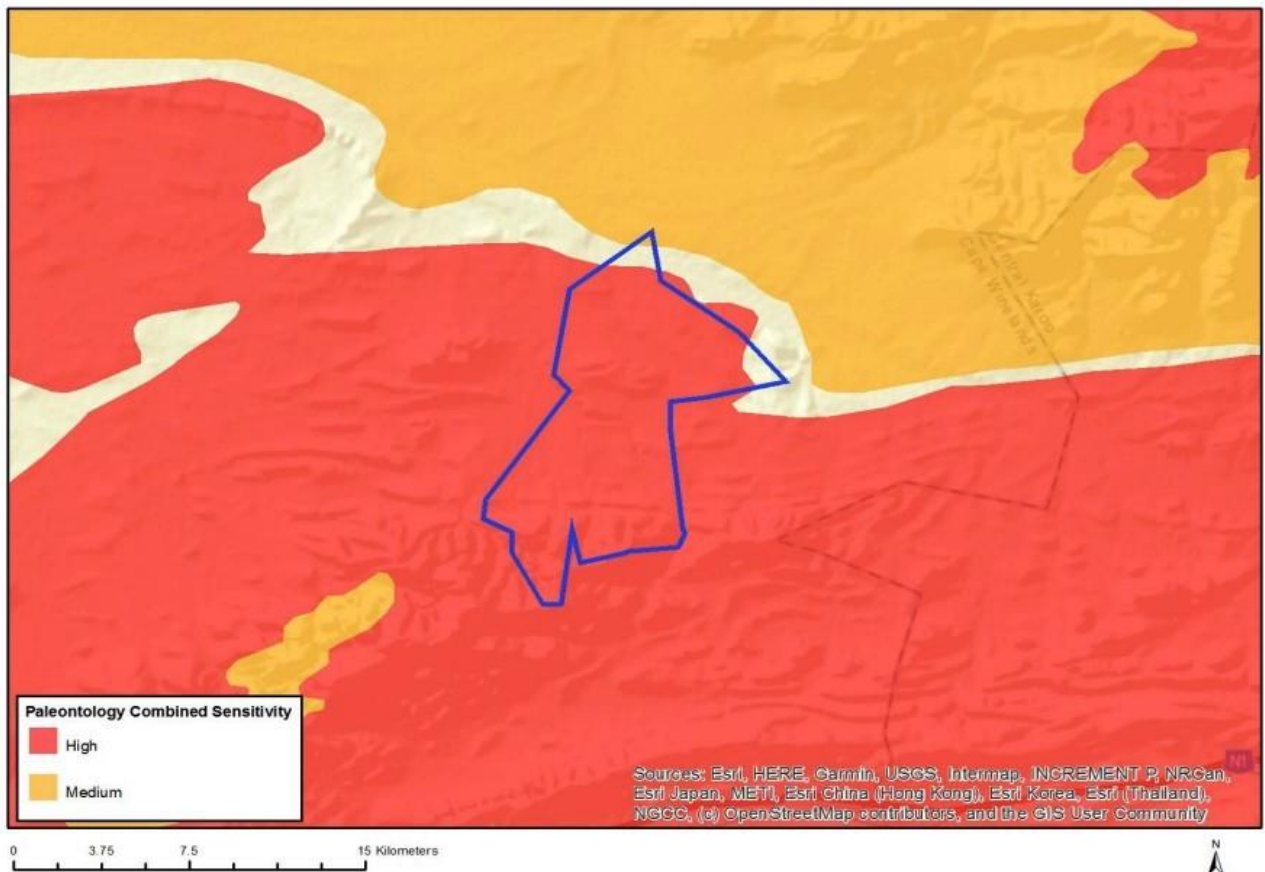 Central Karoo
Cape Winelands
Paleontology Combined Sensitivity
High
Medium
N1
Sources: Esri, HERE, Garmin, USGS, Intermap, INCREMENT P, NRCan,
Esri Japan, METI, Esri China (Hong Kong), Esri Korea, Esri (Thailand),
NGCC, (c) OpenStreetMap contributors, and the GIS User Community
0 3.75 7.5 15 Kilometers
N